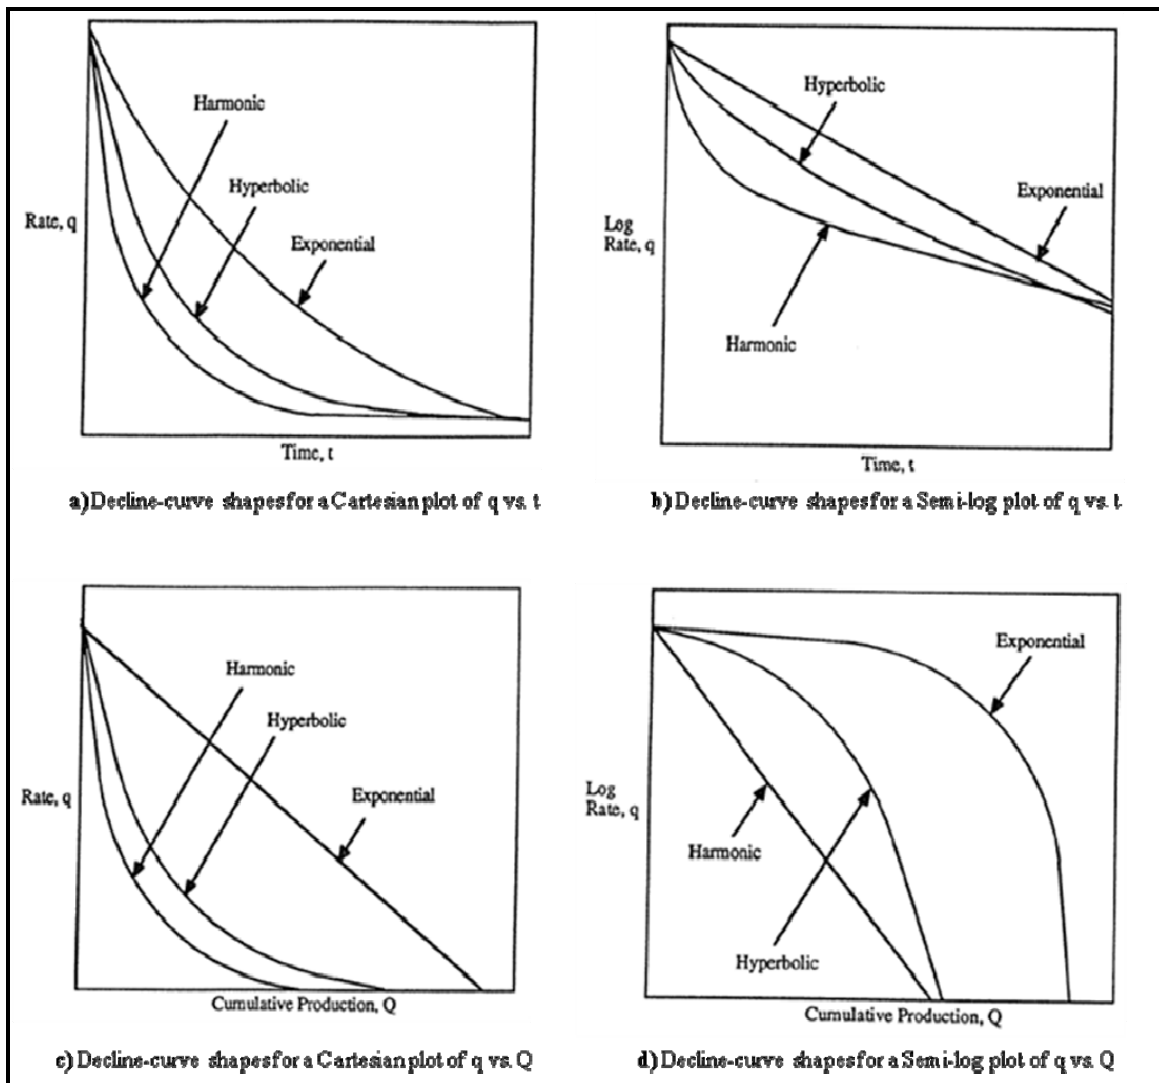 Harmonic
Hyperbolic
Rate, q
Exponential
Time, t
a) Decline-curve shapes for a Cartesian plot of q vs. t
Hyperbolic
Exponential
Log
Rate, q
Harmonic
Time, t
b) Decline-curve shapes for a Semi-log plot of q vs. t
Harmonic
Hyperbolic
Rate, q
Exponential
Cumulative Production, Q
c) Decline-curve shapes for a Cartesian plot of q vs. Q
Exponential
Log
Rate, q
Harmonic
Hyperbolic
Cumulative Production, Q
d) Decline-curve shapes for a Semi-log plot of q vs. Q